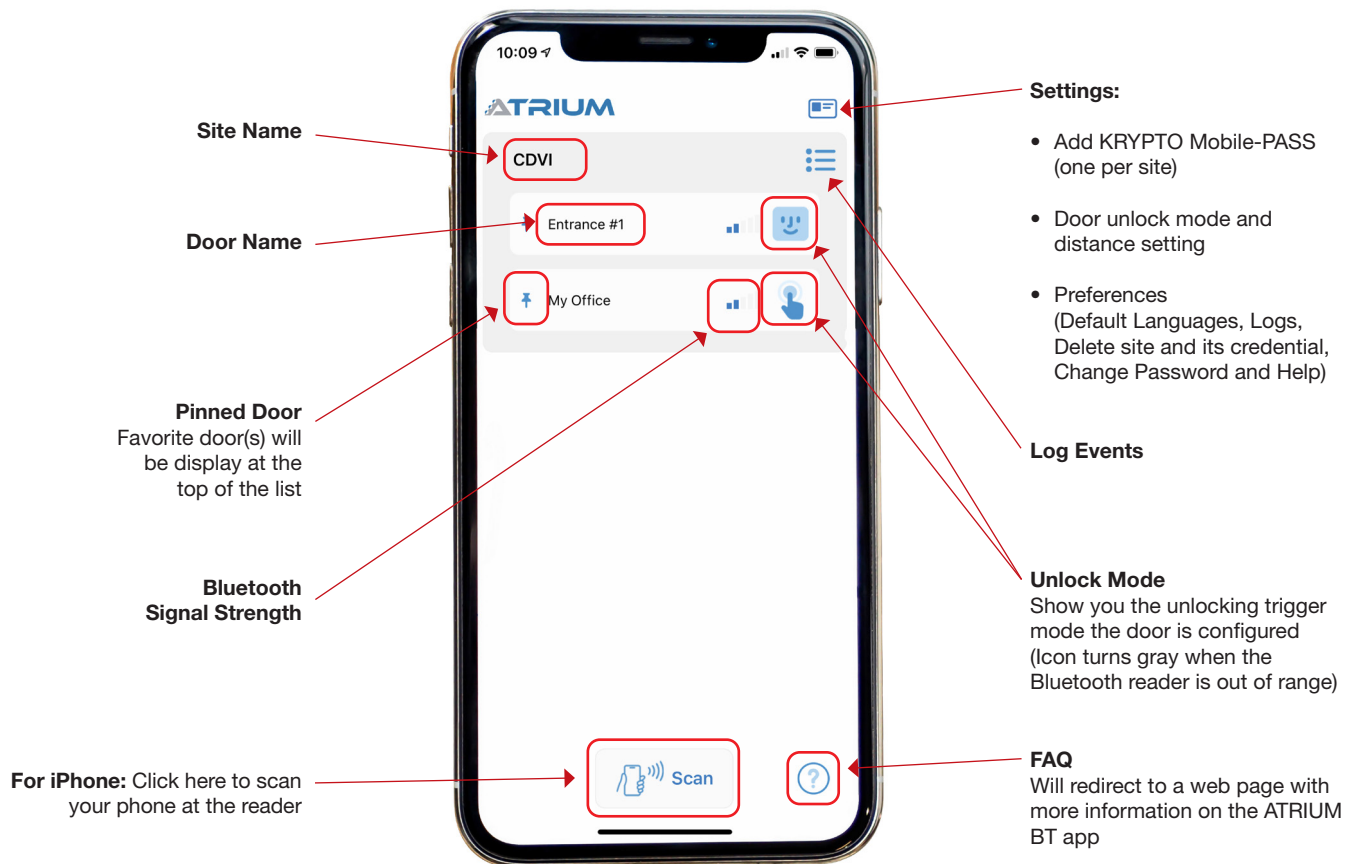 10:09
ATRIUM
CDVI
Entrance #1
My Office
Scan
?
Site Name
Door Name
Pinned Door
Favorite door(s) will
be display at the
top of the list
Bluetooth
Signal Strength
For iPhone: Click here to scan
your phone at the reader
Settings:
• Add KRYPTO Mobile-PASS
(one per site)
• Door unlock mode and
distance setting
• Preferences
(Default Languages, Logs,
Delete site and its credential,
Change Password and Help)
Log Events
Unlock Mode
Show you the unlocking trigger
mode the door is configured
(Icon turns gray when the
Bluetooth reader is out of range)
FAQ
Will redirect to a web page with
more information on the ATRIUM
BT app